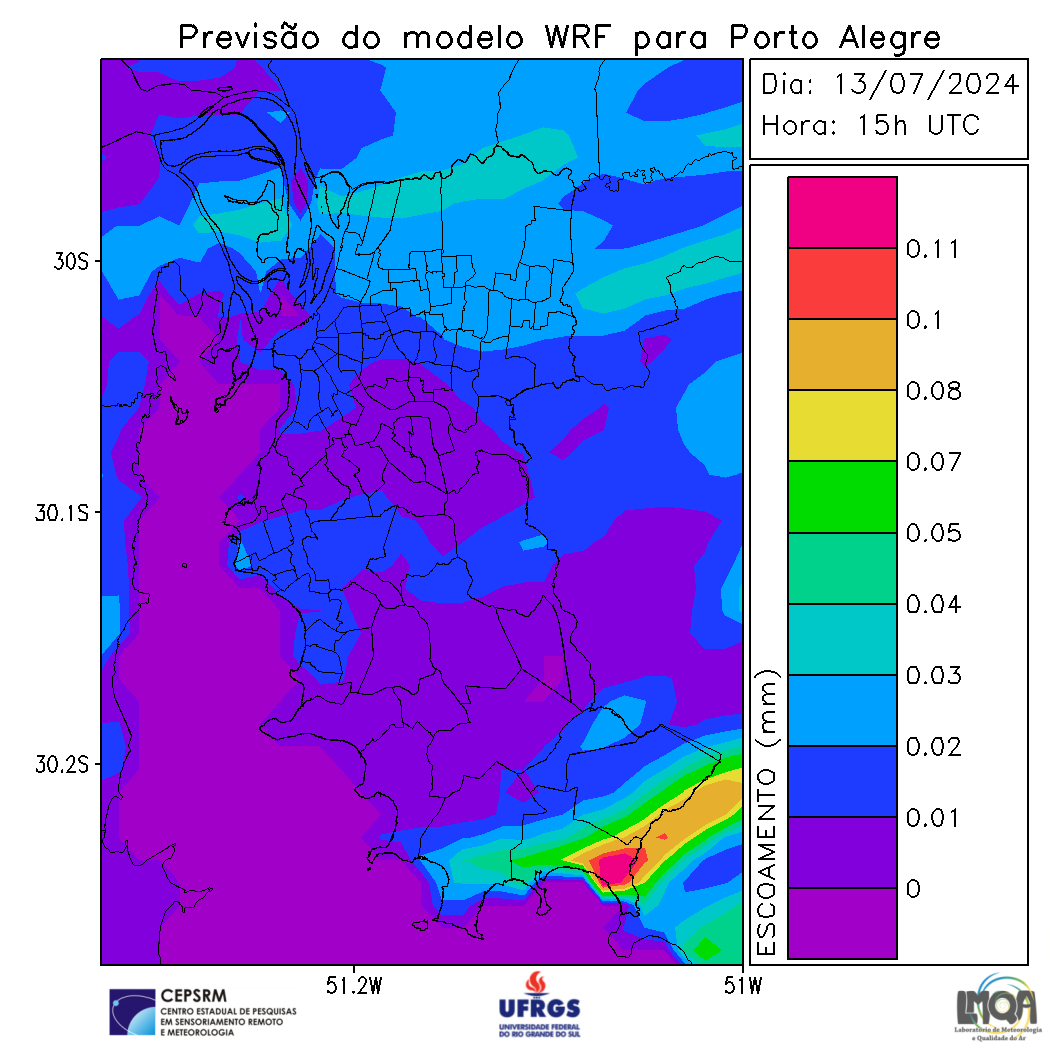 Previsão do modelo WRF para Porto Alegre
Dia: 13/07/2024
Hora: 15h UTC
30S
30.1S
30.2S
51.2W
51W
ESCOAMENTO (mm)
0.11
0.1
0.08
0.07
0.05
0.04
0.03
0.02
0.01
0
CEPSRM
CENTRO ESTADUAL DE PESQUISAS
EM SENSORIAMENTO REMOTO
E METEOROLOGIA
UFRGS
UNIVERSIDADE FEDERAL
DO RIO GRANDE DO SUL
LMQA
Laboratório de Meteorologia
e Qualidade do Ar